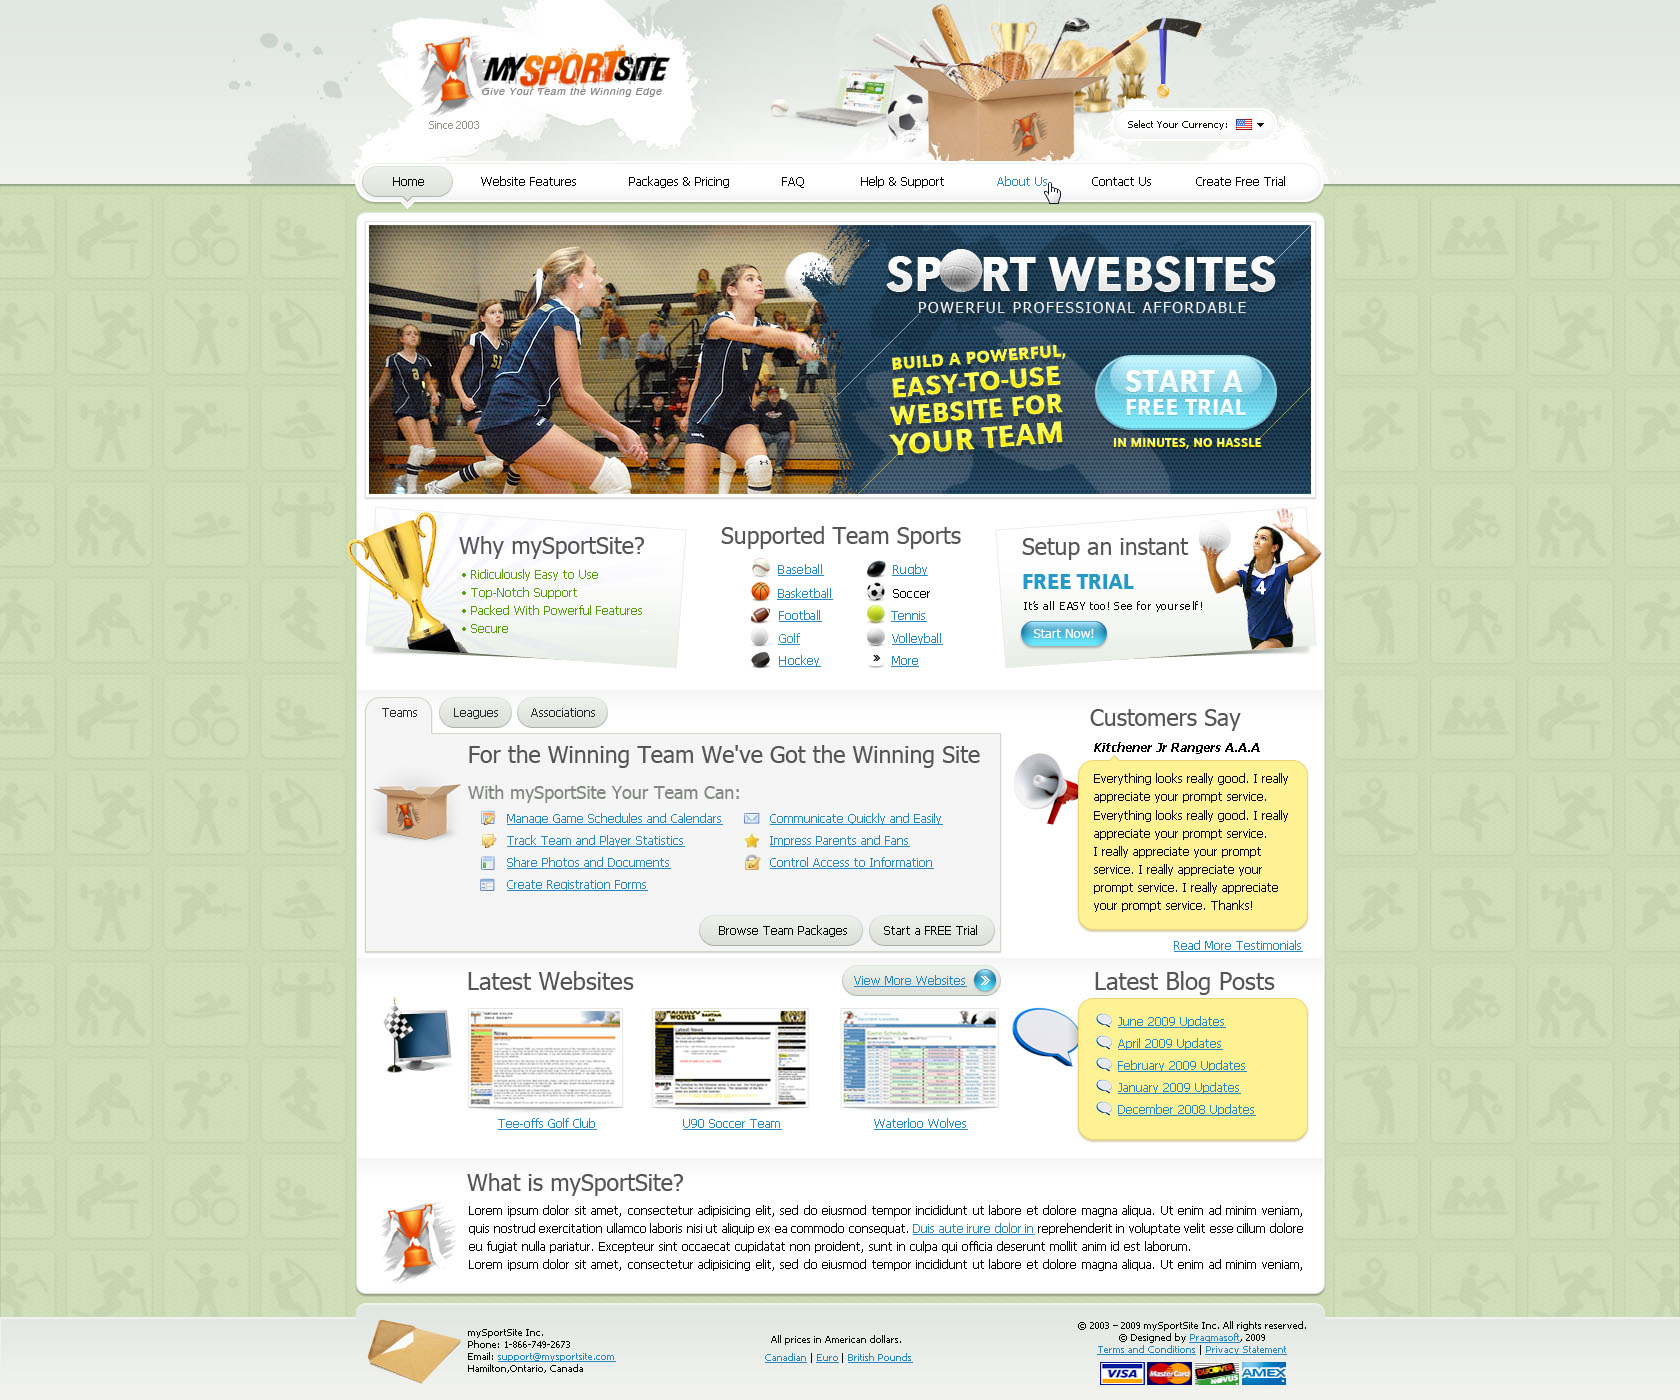 MYSPORTSITE
Give Your Team the Winning Edge
Since 2003
Select Your Currency:
Home
Website Features
Packages & Pricing
FAQ
Help & Support
About Us
Contact Us
Create Free Trial
SPORT WEBSITES
POWERFUL PROFESSIONAL AFFORDABLE
BUILD A POWERFUL,
EASY-TO-USE
WEBSITE FOR
YOUR TEAM
START A
FREE TRIAL
IN MINUTES, NO HASSLE
Why mySportSite?
• Ridiculously Easy to Use
• Top-Notch Support
• Packed With Powerful Features
• Secure
Supported Team Sports
Baseball
Basketball
Football
Golf
Hockey
Rugby
Soccer
Tennis
Volleyball
More
Setup an instant
FREE TRIAL
It's all EASY too! See for yourself!
Start Now!
4
Teams
Leagues
Associations
For the Winning Team We've Got the Winning Site
With mySportSite Your Team Can:
Manage Game Schedules and Calendars
Track Team and Player Statistics
Share Photos and Documents
Create Registration Forms
Communicate Quickly and Easily
Impress Parents and Fans
Control Access to Information
Browse Team Packages
Start a FREE Trial
Customers Say
Kitchener Jr Rangers A.A.A
Everything looks really good. I really
appreciate your prompt service.
Everything looks really good. I really
appreciate your prompt service.
I really appreciate your prompt
service. I really appreciate your
prompt service. I really appreciate
your prompt service. Thanks!
Read More Testimonials
Latest Websites
View More Websites
News
Latest News
WOLVES
Game Schedule
Tee-offs Golf Club
U90 Soccer Team
Waterloo Wolves
Latest Blog Posts
June 2009 Updates
April 2009 Updates
February 2009 Updates
January 2009 Updates
December 2008 Updates
What is mySportSite?
Lorem ipsum dolor sit amet, consectetur adipisicing elit, sed do eiusmod tempor incididunt ut labore et dolore magna aliqua. Ut enim ad minim veniam,
quis nostrud exercitation ullamco laboris nisi ut aliquip ex ea commodo consequat. Duis aute irure dolor in reprehenderit in voluptate velit esse cillum dolore
eu fugiat nulla pariatur. Excepteur sint occaecat cupidatat non proident, sunt in culpa qui officia deserunt mollit anim id est laborum.
Lorem ipsum dolor sit amet, consectetur adipisicing elit, sed do eiusmod tempor incididunt ut labore et dolore magna aliqua. Ut enim ad minim veniam,
mySportSite Inc.
Phone: 1-866-749-2673
Email: support@mysportsite.com
Hamilton,Ontario, Canada
All prices in American dollars.
Canadian | Euro | British Pounds
© 2003 – 2009 mySportSite Inc. All rights reserved.
© Designed by Pragmasoft, 2009
Terms and Conditions | Privacy Statement
VISA
MasterCard
DISCOVER
NOVUS
AMEX